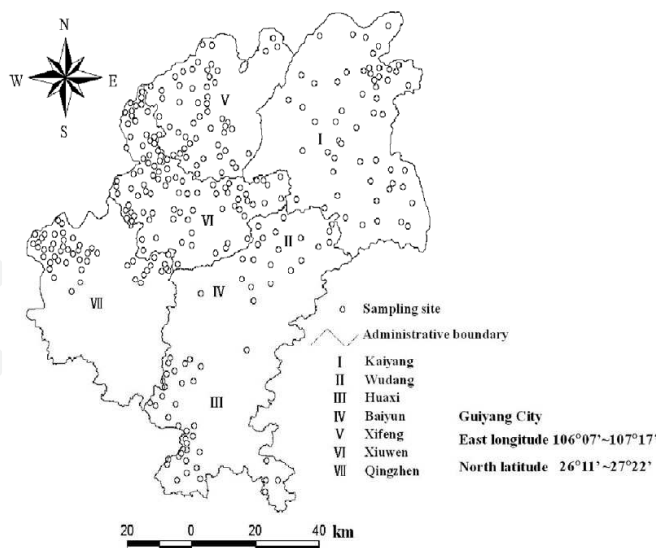 N
W E
S
V
I
VI
II
IV
VII
III
Sampling site
Administrative boundary
I Kaiyang
II Wudang
III Huaxi
IV Baiyun Guiyang City
V Xifeng East longitude 106°07'~107°17'
VI Xiuwen
VII Qingzhen North latitude 26°11'~27°22'
20 0 20 40 km